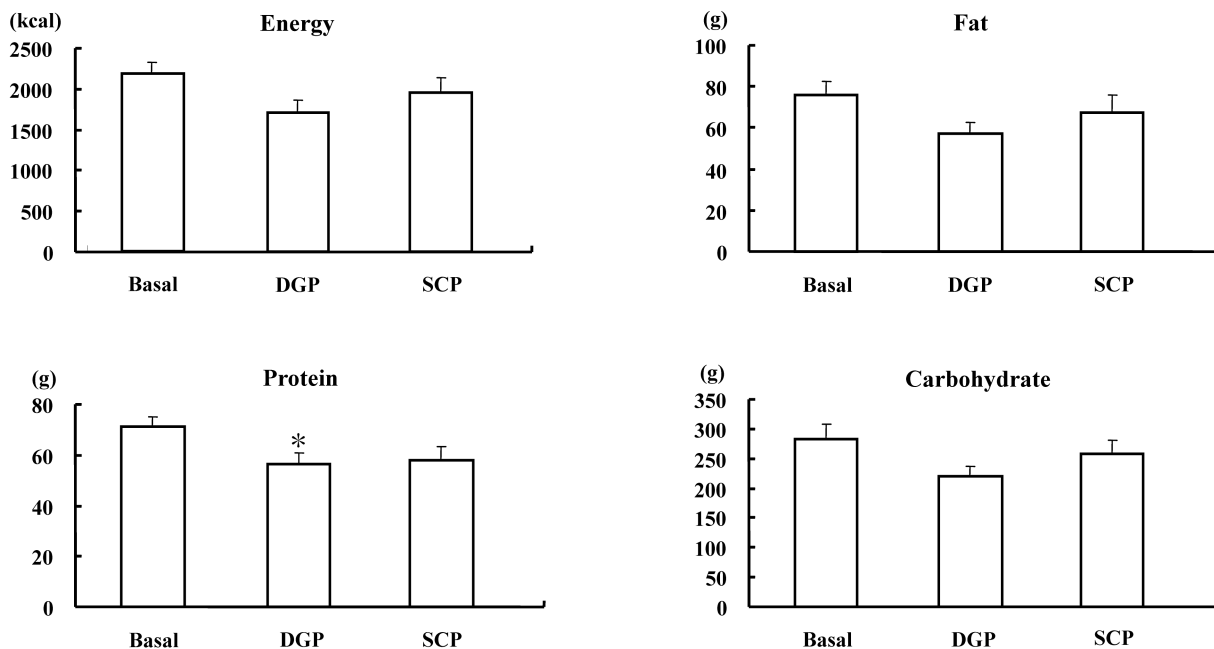 (kcal)
Energy
2500
2000
1500
1000
500
0
Basal
DGP
SCP
(g)
Fat
100
80
60
40
20
0
Basal
DGP
SCP
(g)
Protein
80
60
40
20
0
*
Basal
DGP
SCP
(g)
Carbohydrate
350
300
250
200
150
100
50
0
Basal
DGP
SCP